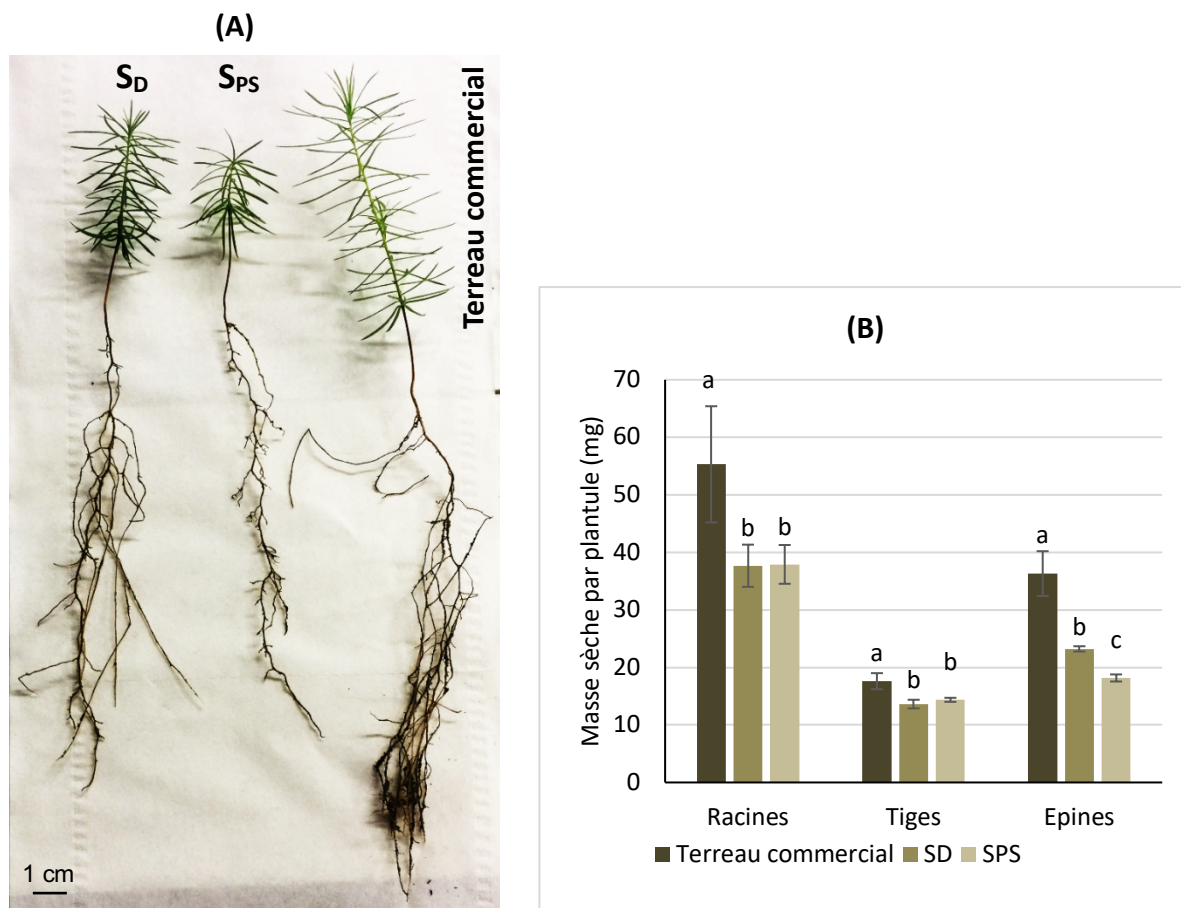 (A)
SD
SPS
Terreau commercial
1 cm
(B)
Masse sèche par plantule (mg)
70
60
50
40
30
20
10
0
a
b
b
a
b
b
a
b
c
Racines
Tiges
Epines
Terreau commercial
SD
SPS